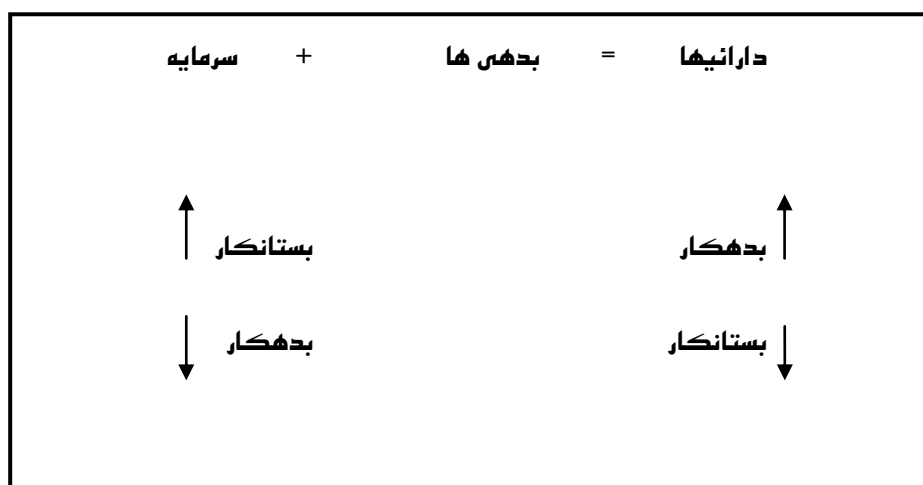 دارائیها = بدهی ها + سرمایه
بدهکار بستانکار
بستانکار بدهکار